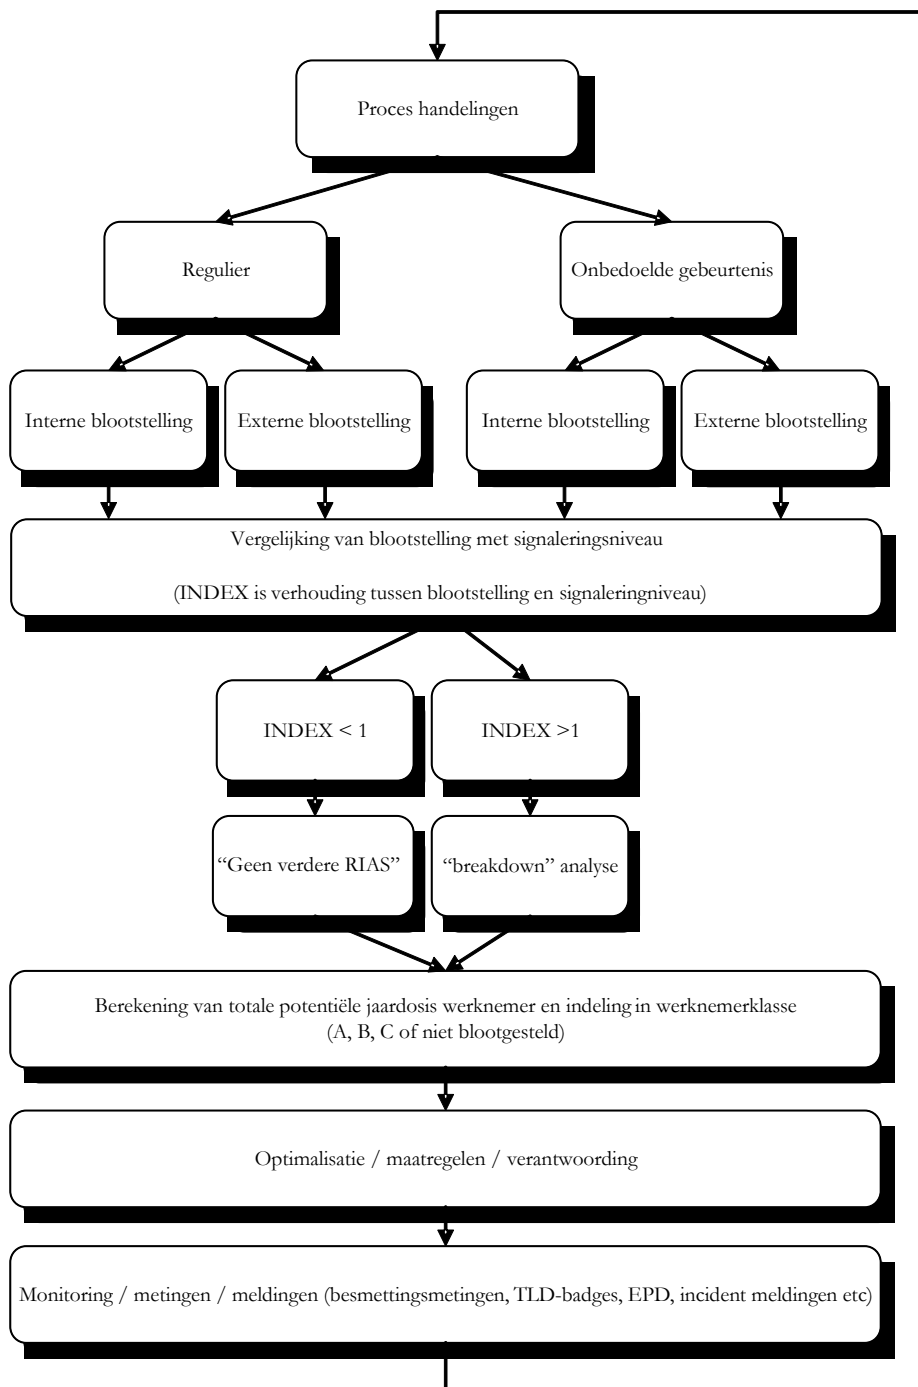 Proces handelingen
Regulier
Onbedoelde gebeurtenis
Interne blootstelling
Externe blootstelling
Interne blootstelling
Externe blootstelling
Vergelijking van blootstelling met signaleringsniveau
(INDEX is verhouding tussen blootstelling en signaleringniveau)
INDEX < 1
INDEX >1
“Geen verdere RIAS”
“breakdown” analyse
Berekening van totale potentiële jaardosis werknemer en indeling in werknemerklasse
(A, B, C of niet blootgesteld)
Optimalisatie / maatregelen / verantwoording
Monitoring / metingen / meldingen (besmettingsmetingen, TLD-badges, EPD, incident meldingen etc)